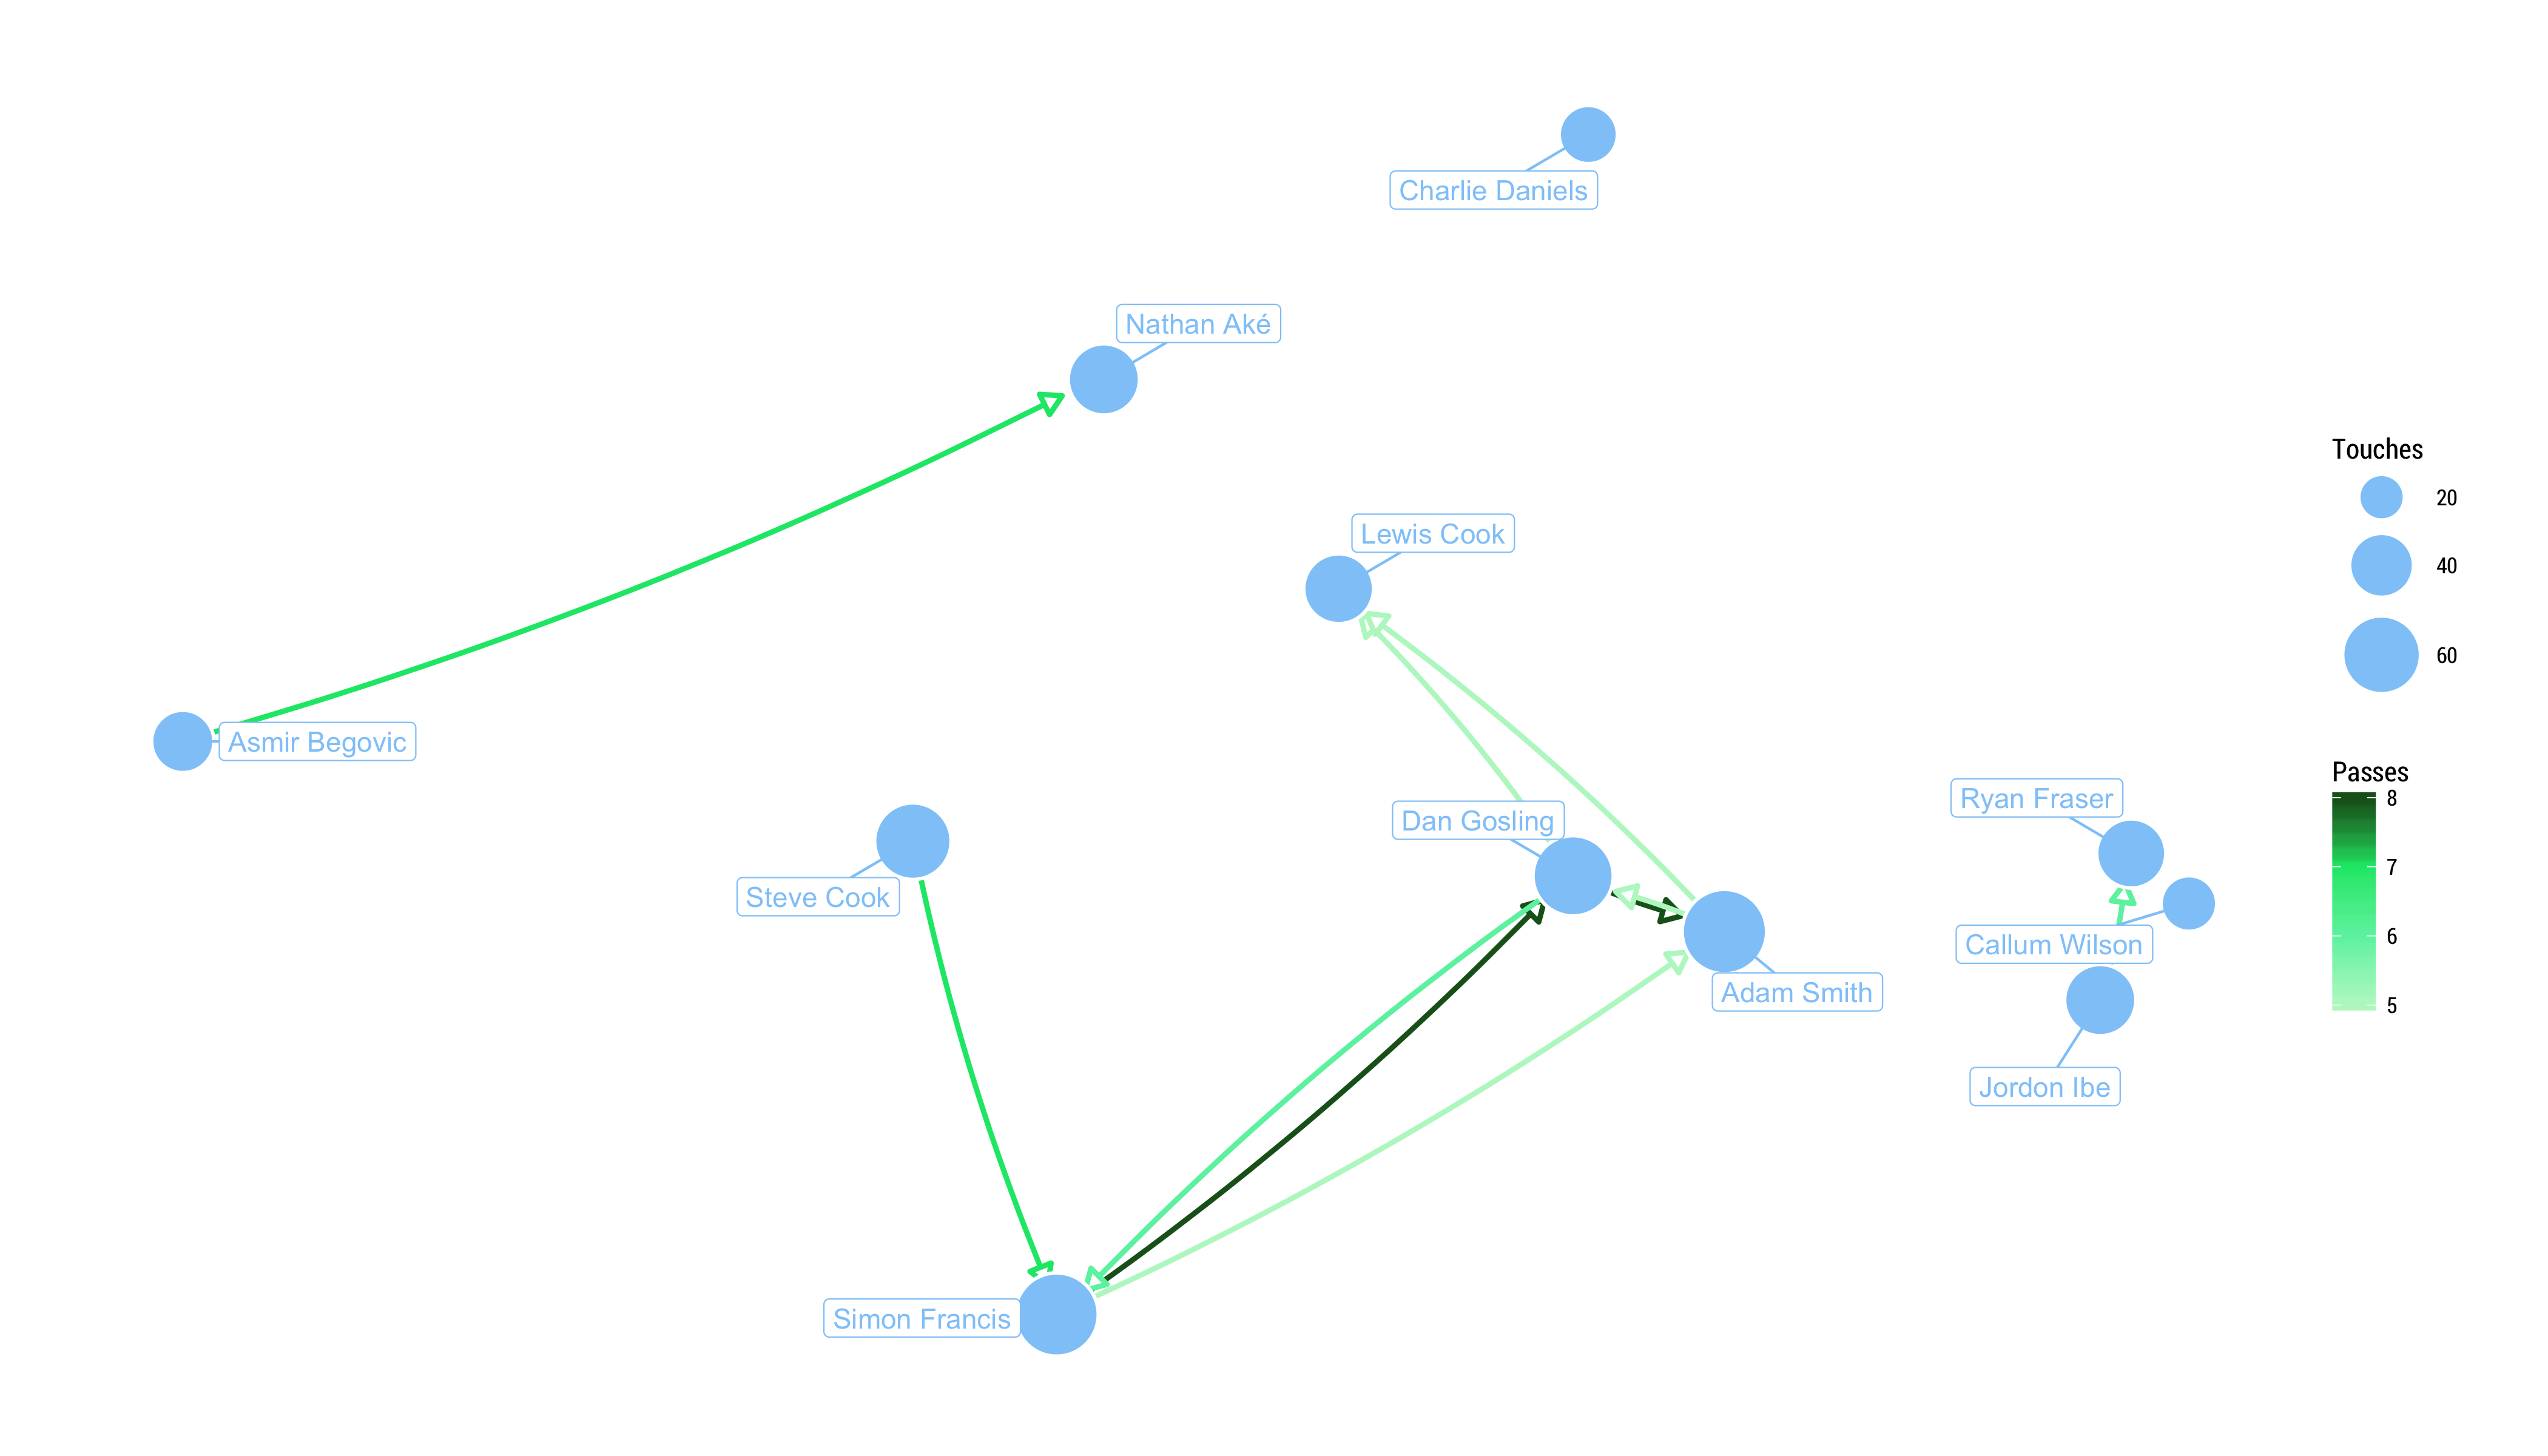 Charlie Daniels
Nathan Aké
Lewis Cook
Asmir Begovic
Dan Gosling
Steve Cook
Ryan Fraser
Callum Wilson
Adam Smith
Jordon Ibe
Simon Francis
Touches
20
40
60
Passes
8
7
6
5